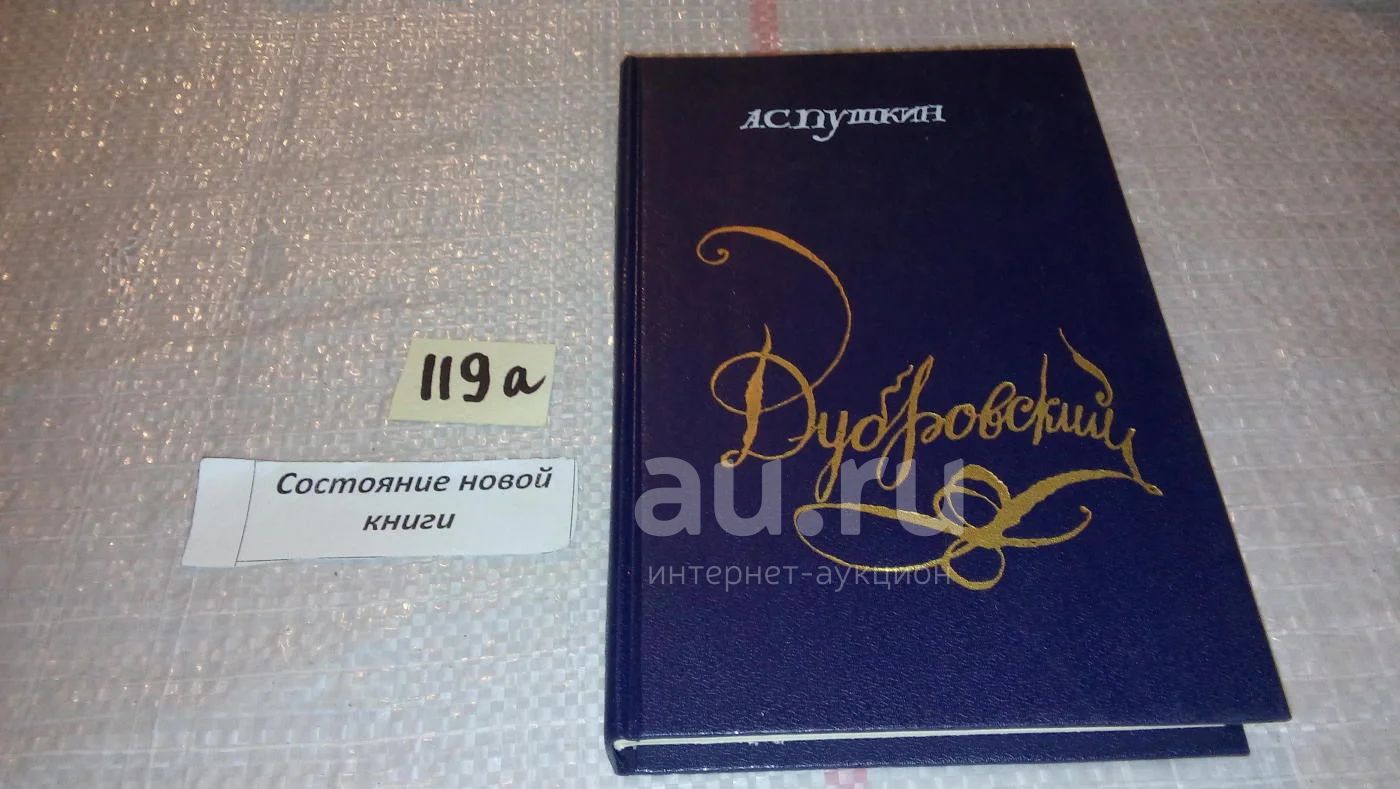 А.С.Пушкин
Дубровский
119а
Состояние новой
книги
au.ru
интернет-аукцион